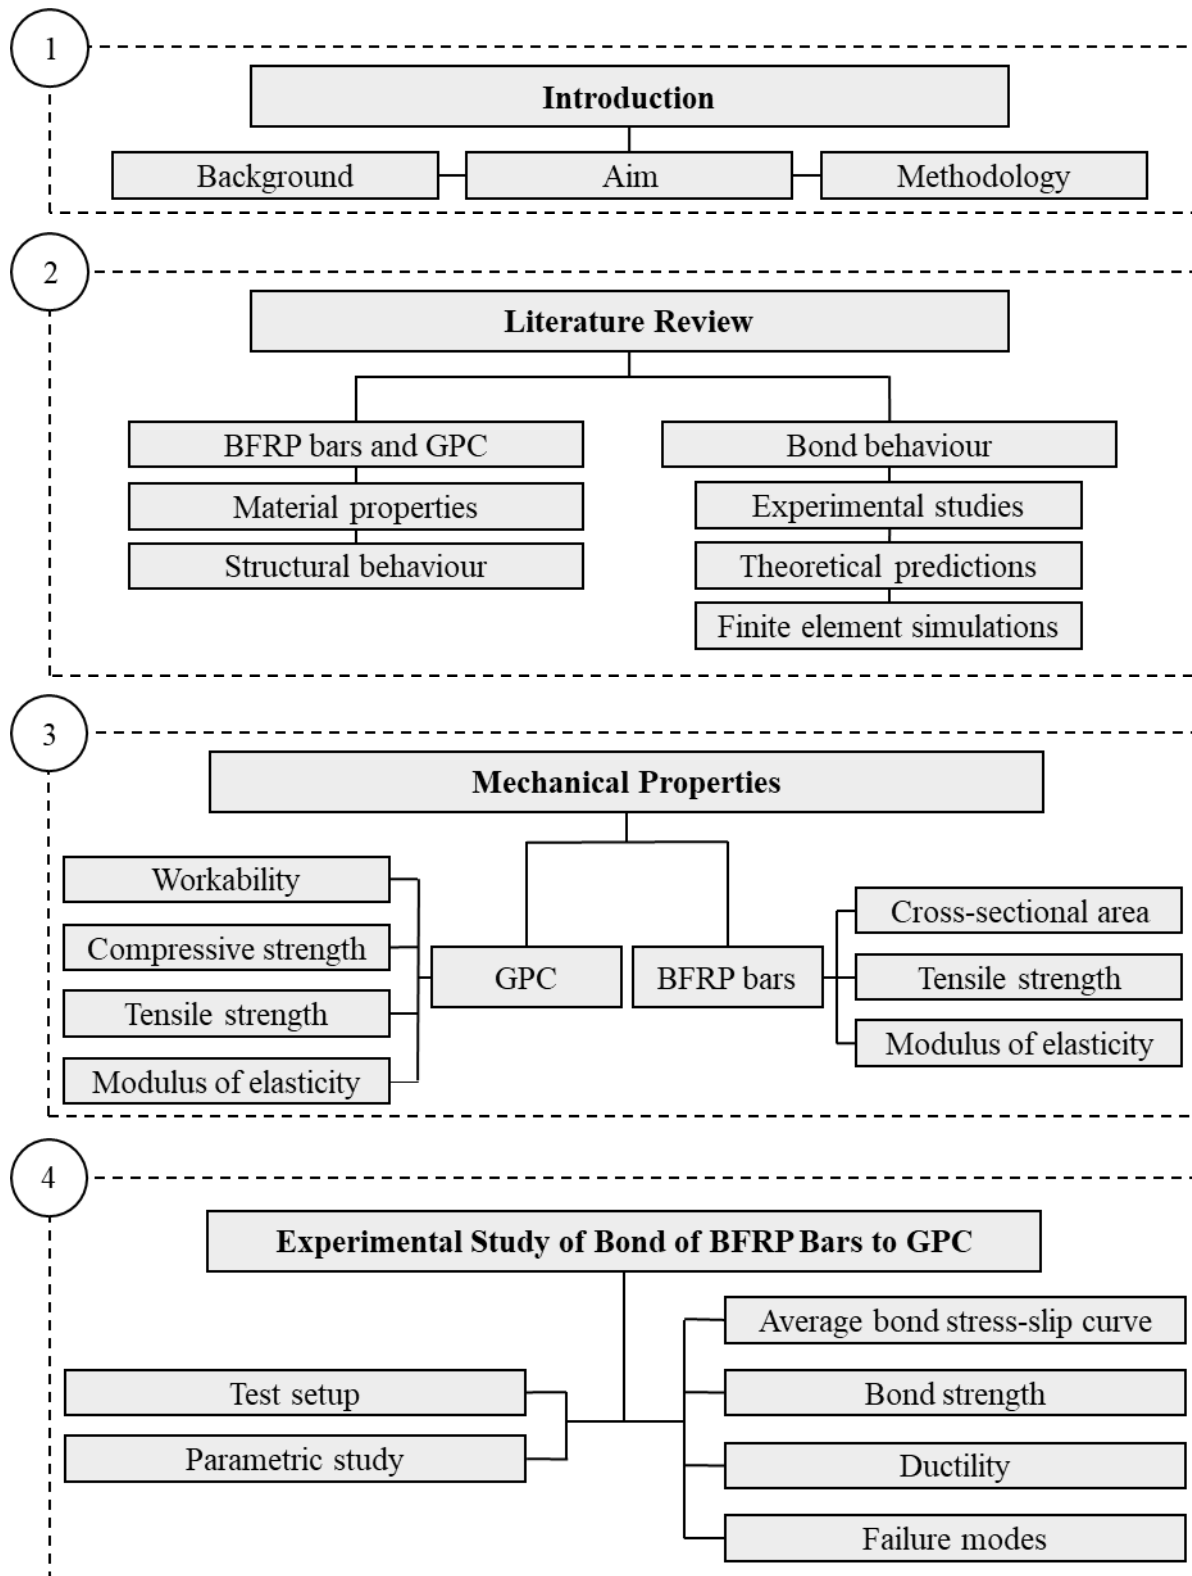 1
Introduction
Background
Aim
Methodology
2
Literature Review
BFRP bars and GPC
Material properties
Structural behaviour
Bond behaviour
Experimental studies
Theoretical predictions
Finite element simulations
3
Mechanical Properties
Workability
Compressive strength
Tensile strength
Modulus of elasticity
GPC
BFRP bars
Cross-sectional area
Tensile strength
Modulus of elasticity
4
Experimental Study of Bond of BFRP Bars to GPC
Test setup
Parametric study
Average bond stress-slip curve
Bond strength
Ductility
Failure modes